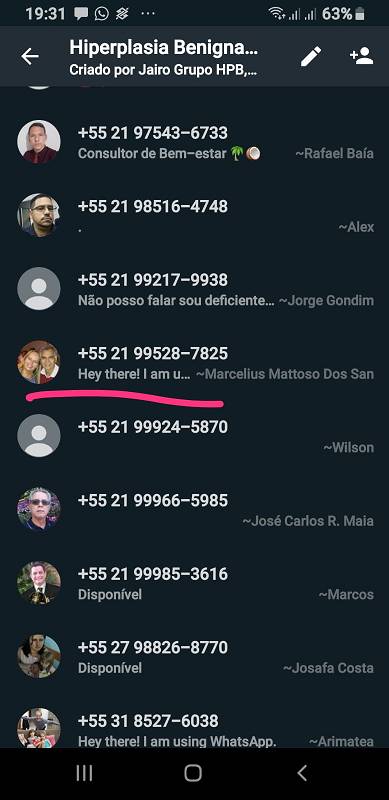 19:31 63%
Hiperplasia Benigna...
Criado por Jairo Grupo HPB,...
+55 21 97543-6733
Consultor de Bem-estar 🌴🥥 ~Rafael Baía
+55 21 98516-4748
. ~Alex
+55 21 99217-9938
Não posso falar sou deficiente... ~Jorge Gondim
+55 21 99528-7825
Hey there! I am u... ~Marcelius Mattoso Dos San
+55 21 99924-5870
~Wilson
+55 21 99966-5985
~José Carlos R. Maia
+55 21 99985-3616
Disponível ~Marcos
+55 27 98826-8770
Disponível ~Josafa Costa
+55 31 8527-6038
Hey there! I am using WhatsApp. ~Arimatea